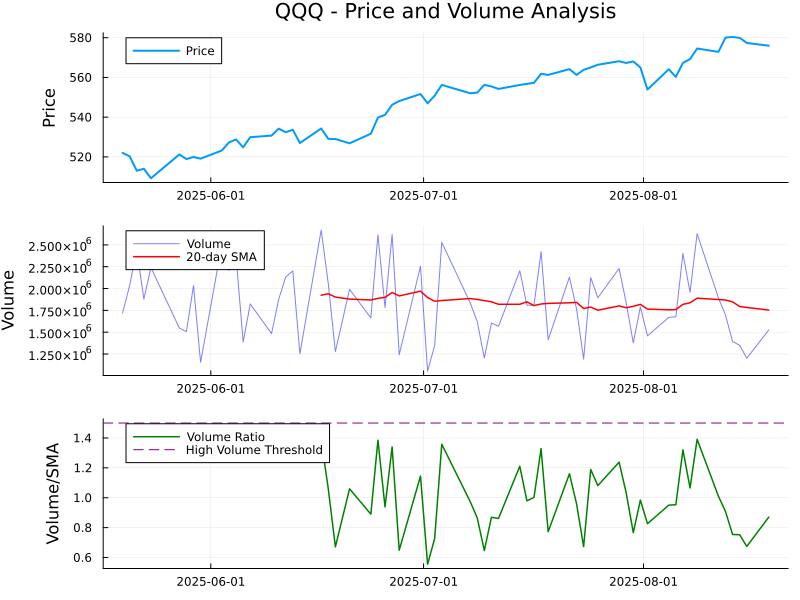 QQQ - Price and Volume Analysis
Price
580
560
540
520
Price
2025-06-01
2025-07-01
2025-08-01
Volume
20-day SMA
2.500×10⁶
2.250×10⁶
2.000×10⁶
1.750×10⁶
1.500×10⁶
1.250×10⁶
Volume
2025-06-01
2025-07-01
2025-08-01
Volume Ratio
High Volume Threshold
1.4
1.2
1.0
0.8
0.6
Volume/SMA
2025-06-01
2025-07-01
2025-08-01